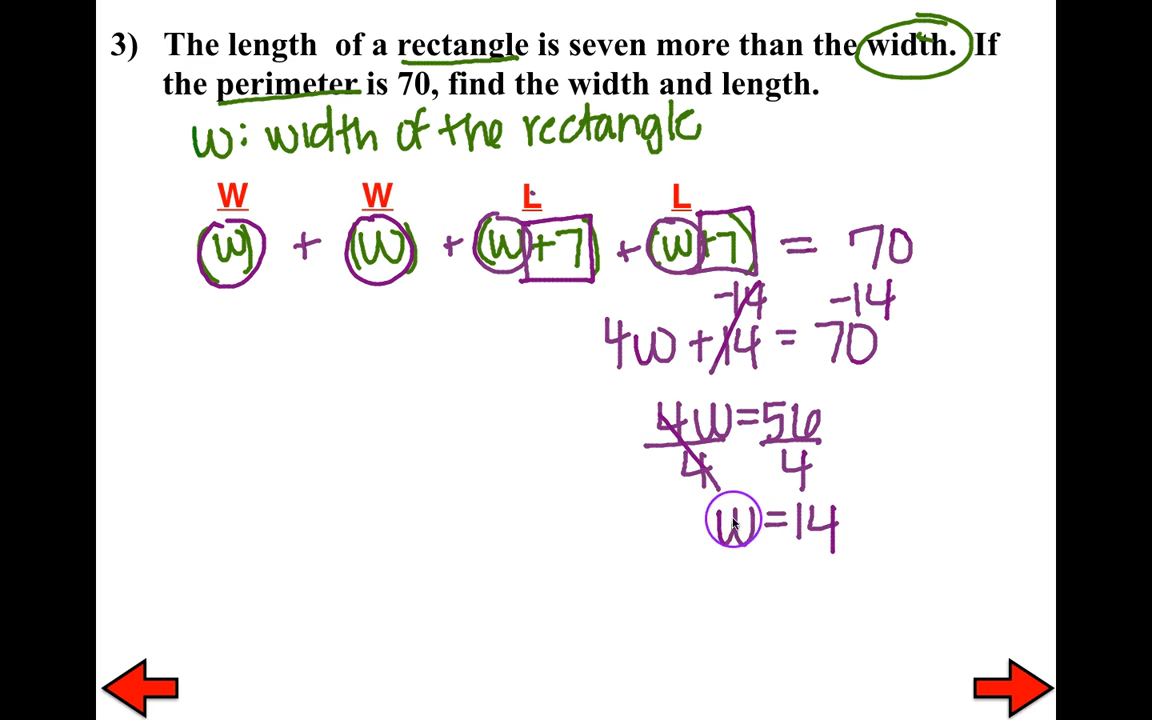 3) The length of a rectangle is seven more than the width. If
the perimeter is 70, find the width and length.
w: width of the rectangle
W W L L
(w) + (w) + (w+7) + (w+7) = 70
-14 -14
4w + 14 = 70
4w = 56
4 4
w = 14